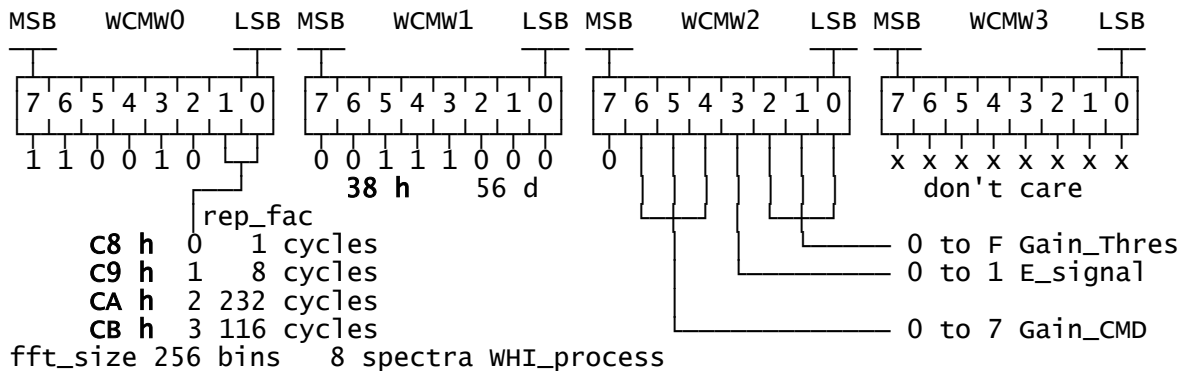 MSB WCMW0 LSB MSB WCMW1 LSB MSB WCMW2 LSB MSB WCMW3 LSB
7 6 5 4 3 2 1 0 7 6 5 4 3 2 1 0 7 6 5 4 3 2 1 0 7 6 5 4 3 2 1 0
1 1 0 0 1 0 0 0 1 1 1 0 0 0 0 x x x x x x x x
38 h 56 d don't care
rep_fac
C8 h 0 1 cycles 0 to F Gain_Thres
C9 h 1 8 cycles 0 to 1 E_signal
CA h 2 232 cycles
CB h 3 116 cycles 0 to 7 Gain_CMD
fft_size 256 bins 8 spectra WHI_process